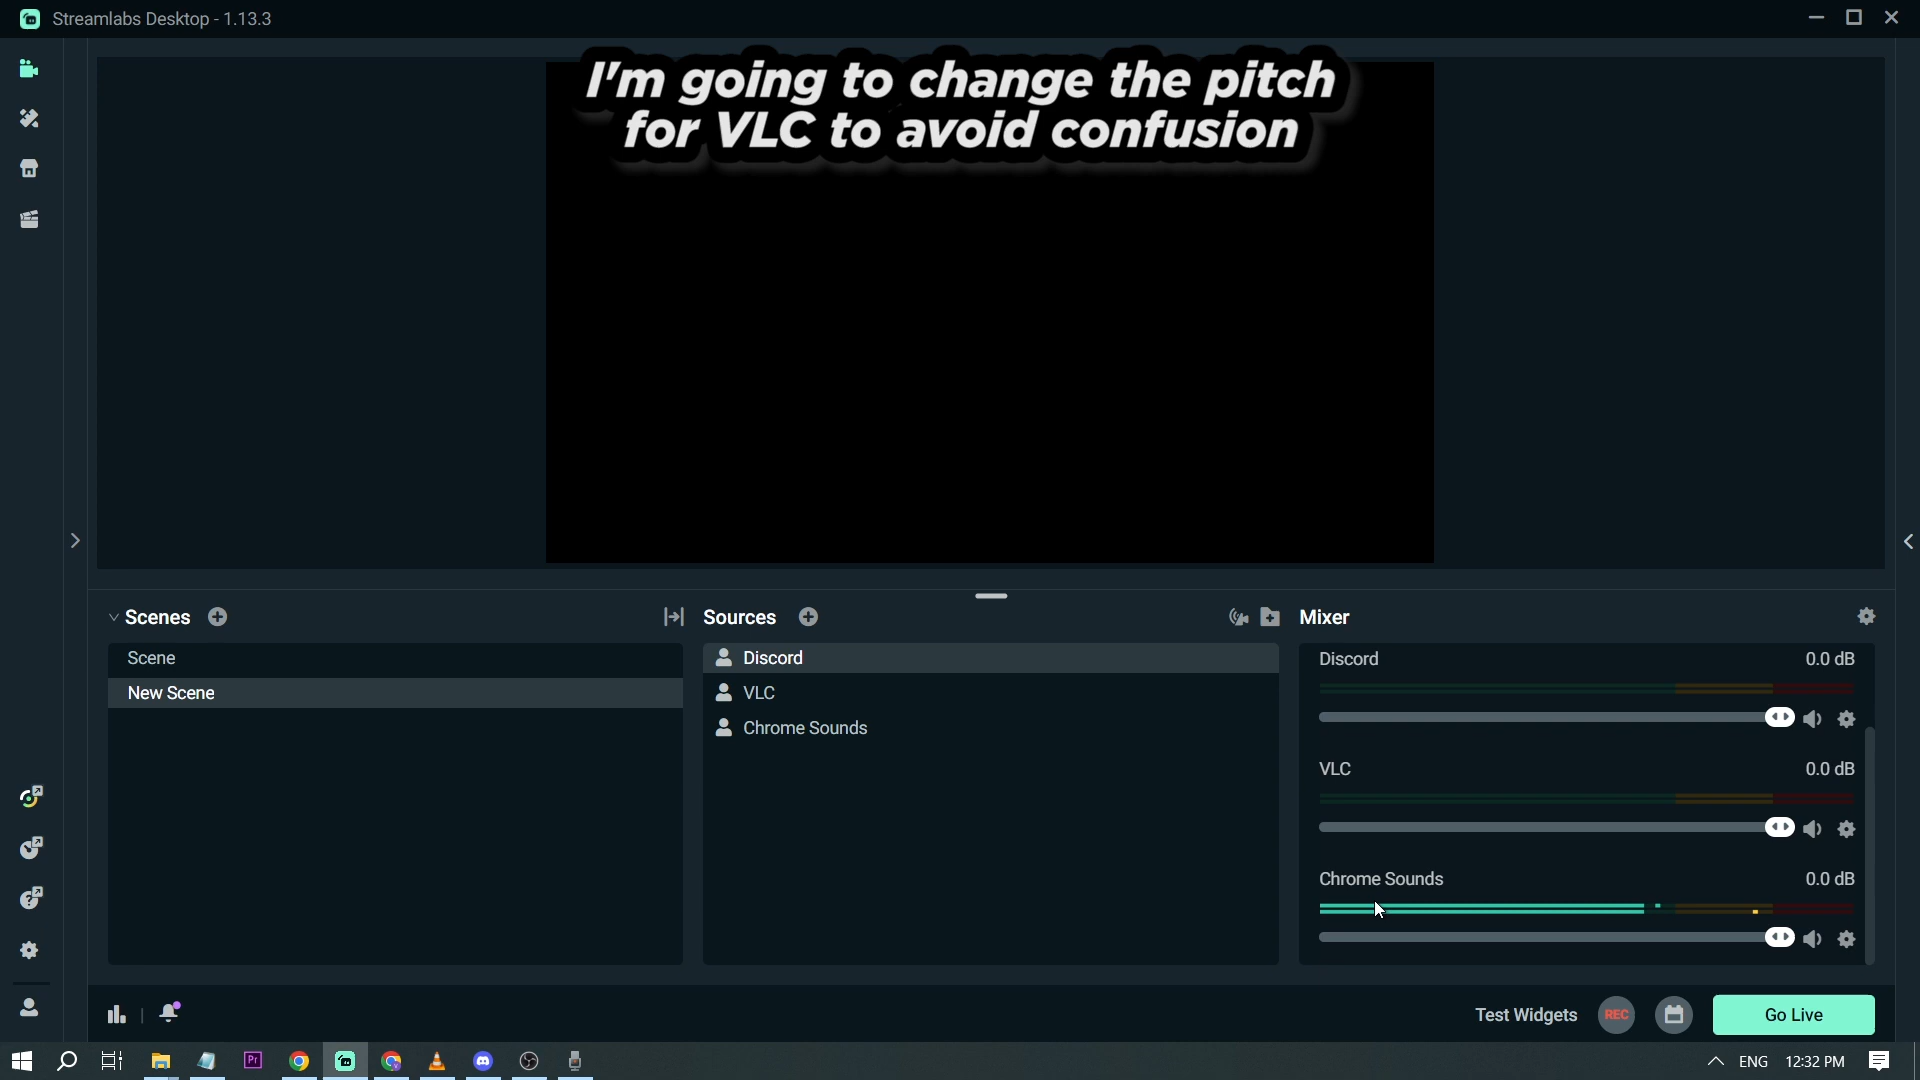 Streamlabs Desktop - 1.13.3
I'm going to change the pitch
for VLC to avoid confusion
Scenes
Sources
Mixer
Scene
New Scene
Discord
VLC
Chrome Sounds
Discord 0.0 dB
VLC 0.0 dB
Chrome Sounds 0.0 dB
Test Widgets
REC
Go Live
Pr
ENG
12:32 PM